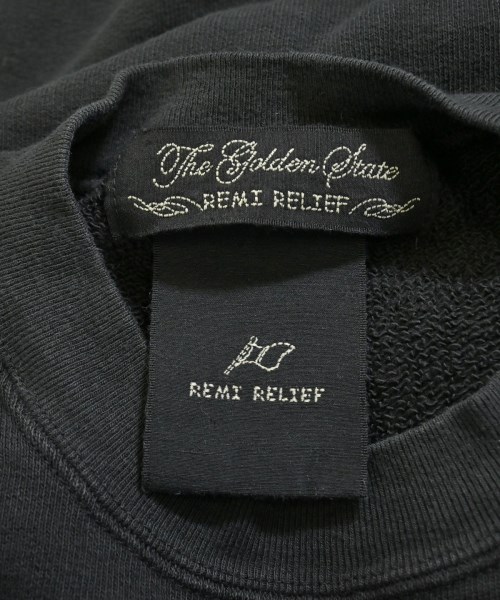 The Golden State
REMI RELIEF
REMI RELIEF